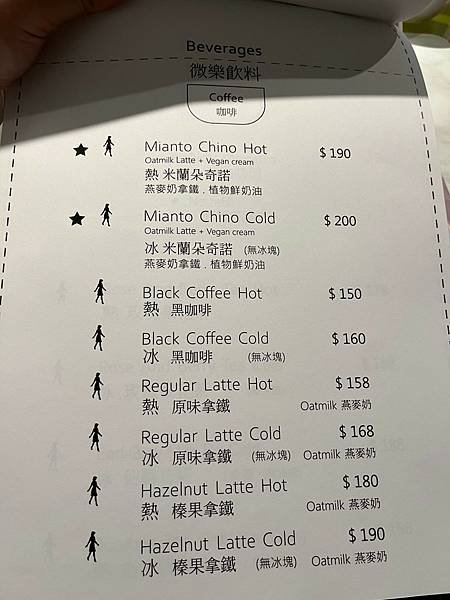 Beverages
微樂飲料
Coffee
咖啡
Mianto Chino Hot $190
Oatmilk Latte + Vegan cream
熱 米蘭朵奇諾
燕麥奶拿鐵 . 植物鮮奶油
Mianto Chino Cold $200
Oatmilk Latte + Vegan cream
冰 米蘭朵奇諾 (無冰塊)
燕麥奶拿鐵 . 植物鮮奶油
Black Coffee Hot $150
熱 黑咖啡
Black Coffee Cold $160
冰 黑咖啡 (無冰塊)
Regular Latte Hot $158
熱 原味拿鐵 Oatmilk 燕麥奶
Regular Latte Cold $168
冰 原味拿鐵 (無冰塊) Oatmilk 燕麥奶
Hazelnut Latte Hot $180
熱 榛果拿鐵 Oatmilk 燕麥奶
Hazelnut Latte Cold $190
冰 榛果拿鐵 (無冰塊) Oatmilk 燕麥奶